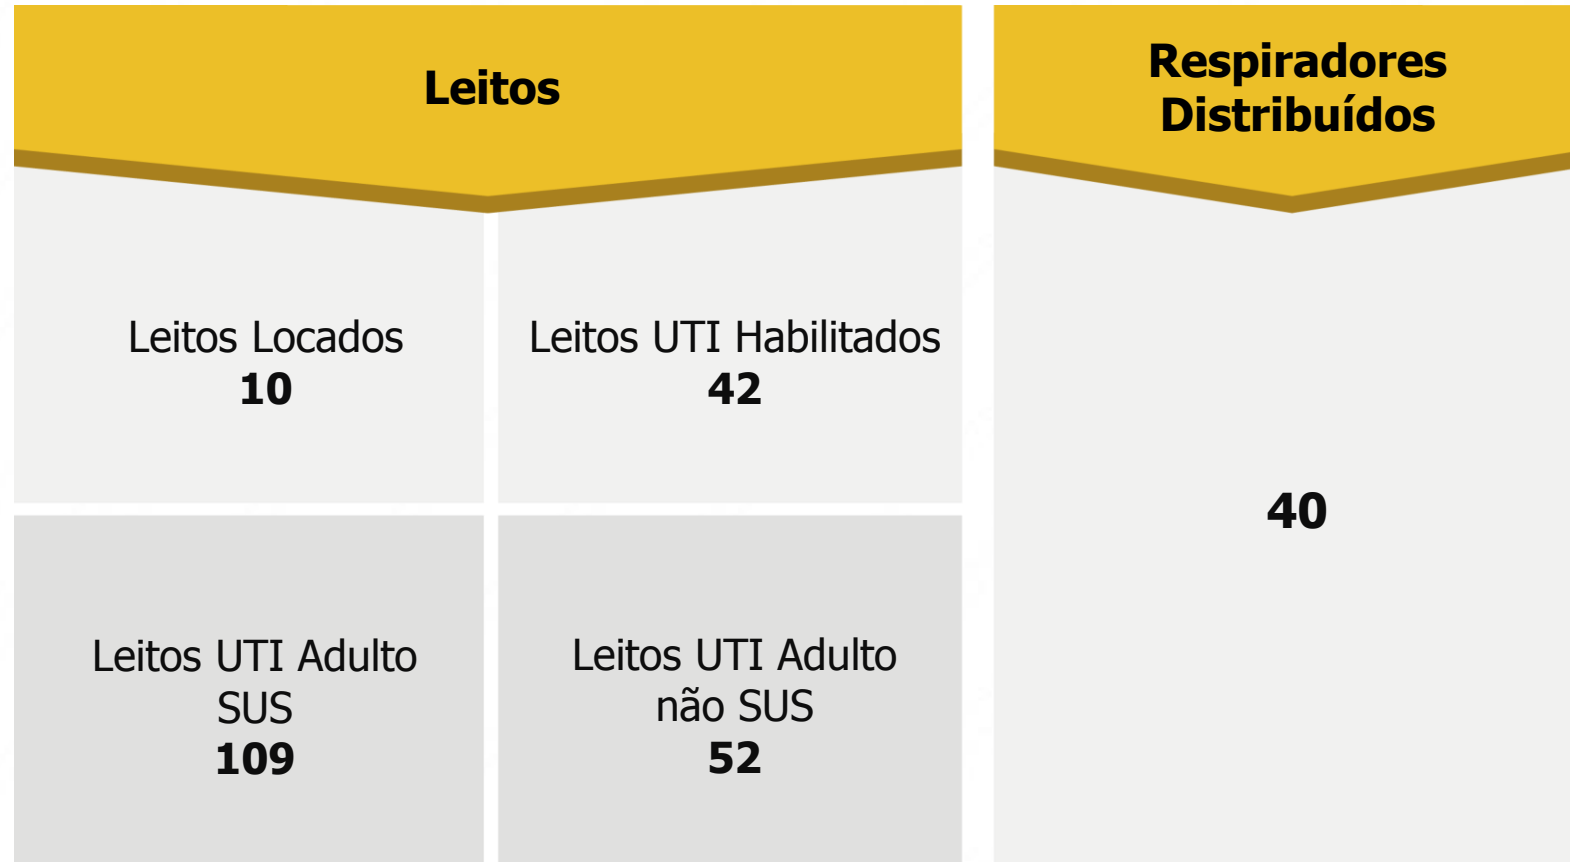 Leitos
Leitos Locados
10
Leitos UTI Habilitados
42
Leitos UTI Adulto
SUS
109
Leitos UTI Adulto
não SUS
52
Respiradores
Distribuídos
40